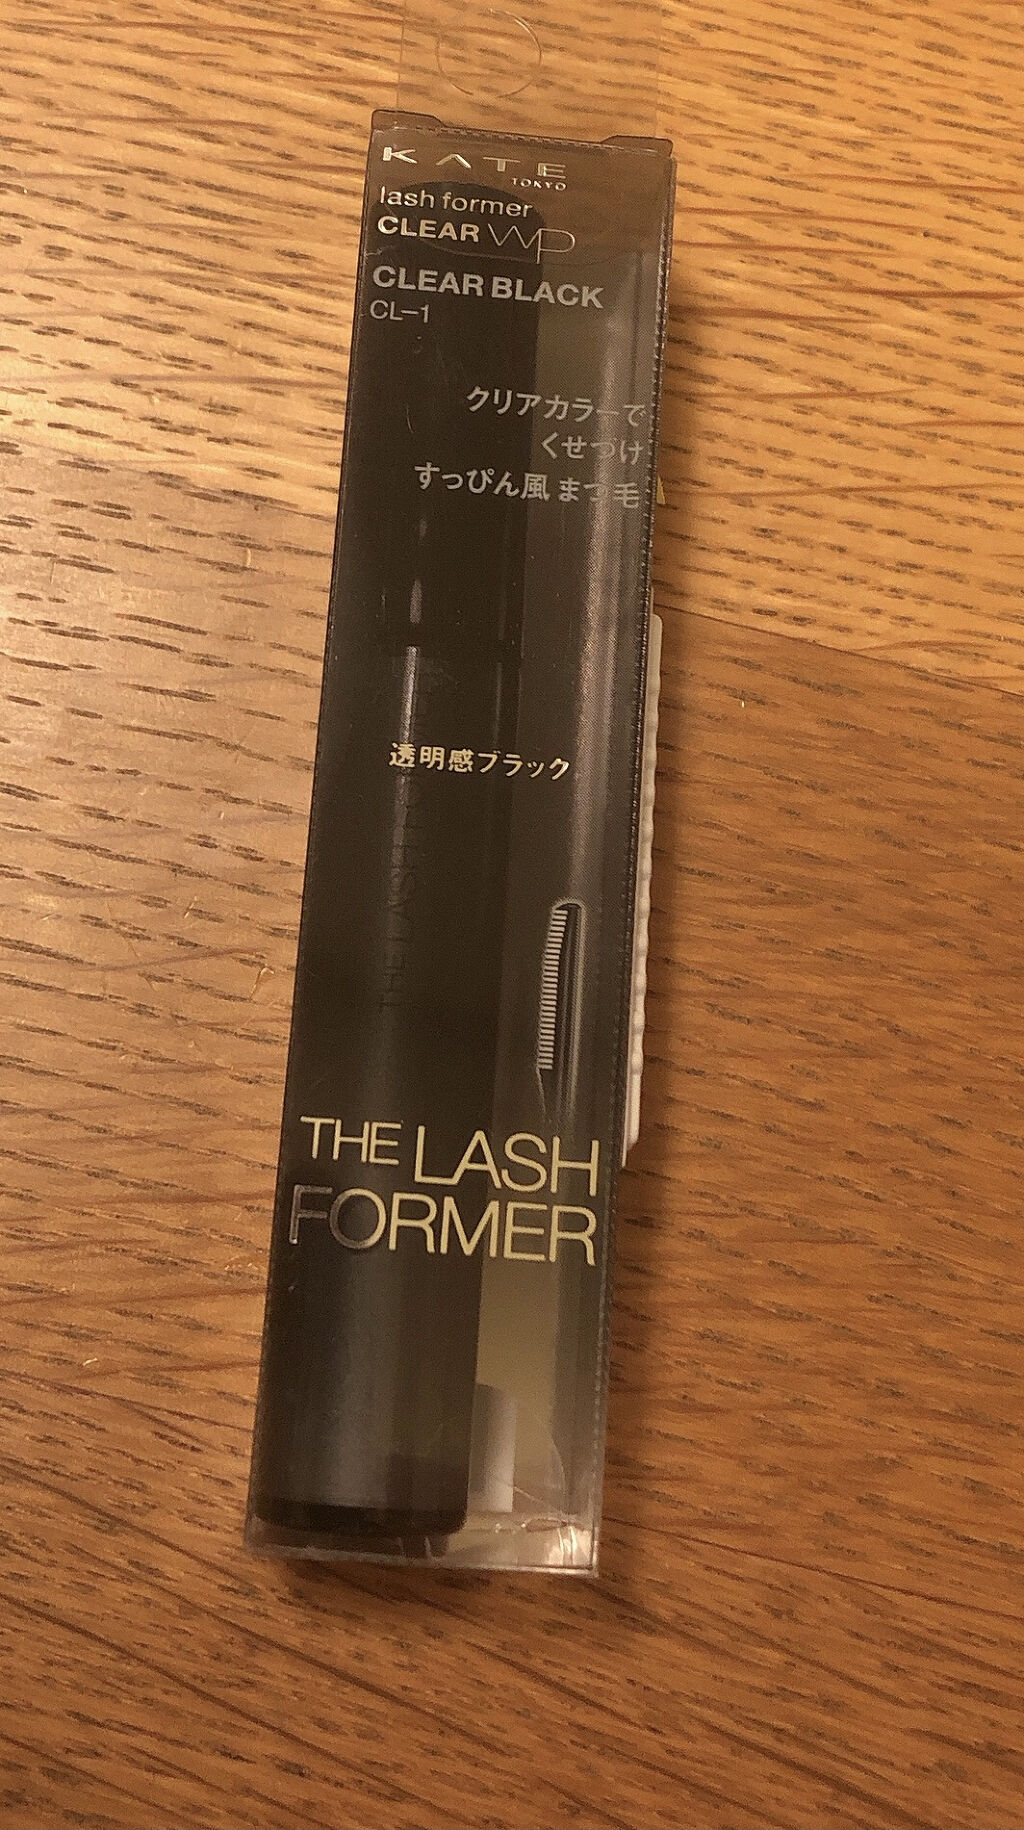 KATE
TOKYO
lash former
CLEAR WP
CLEAR BLACK
CL-1
クリアカラーで
くせづけ
すっぴん風 まつ毛
透明感ブラック
THE LASH
THE LASH
FORMER